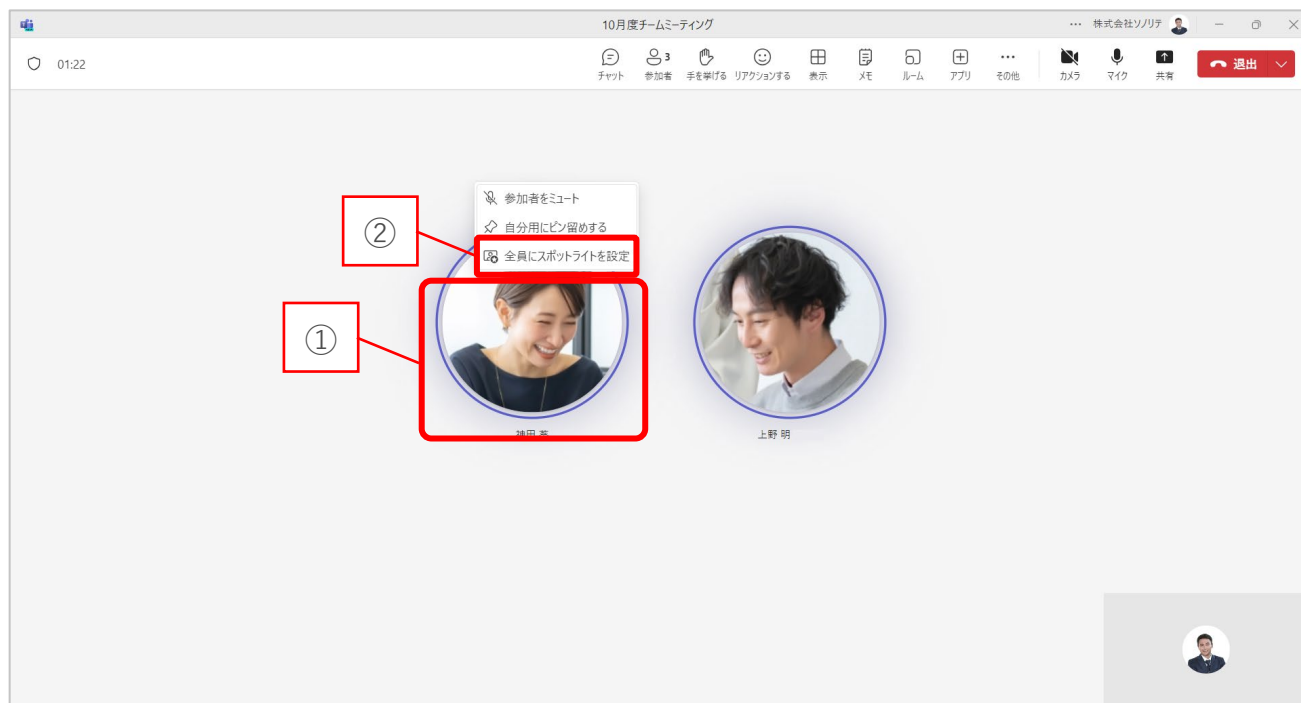 10月度チームミーティング
… 株式会社ソノリテ
01:22
チャット 参加者 3 手を挙げる リアクションする 表示 メモ ルーム アプリ その他 カメラ マイク 共有 退出
参加者をミュート
自分用にピン留めする
全員にスポットライトを設定
②
①
上野 明